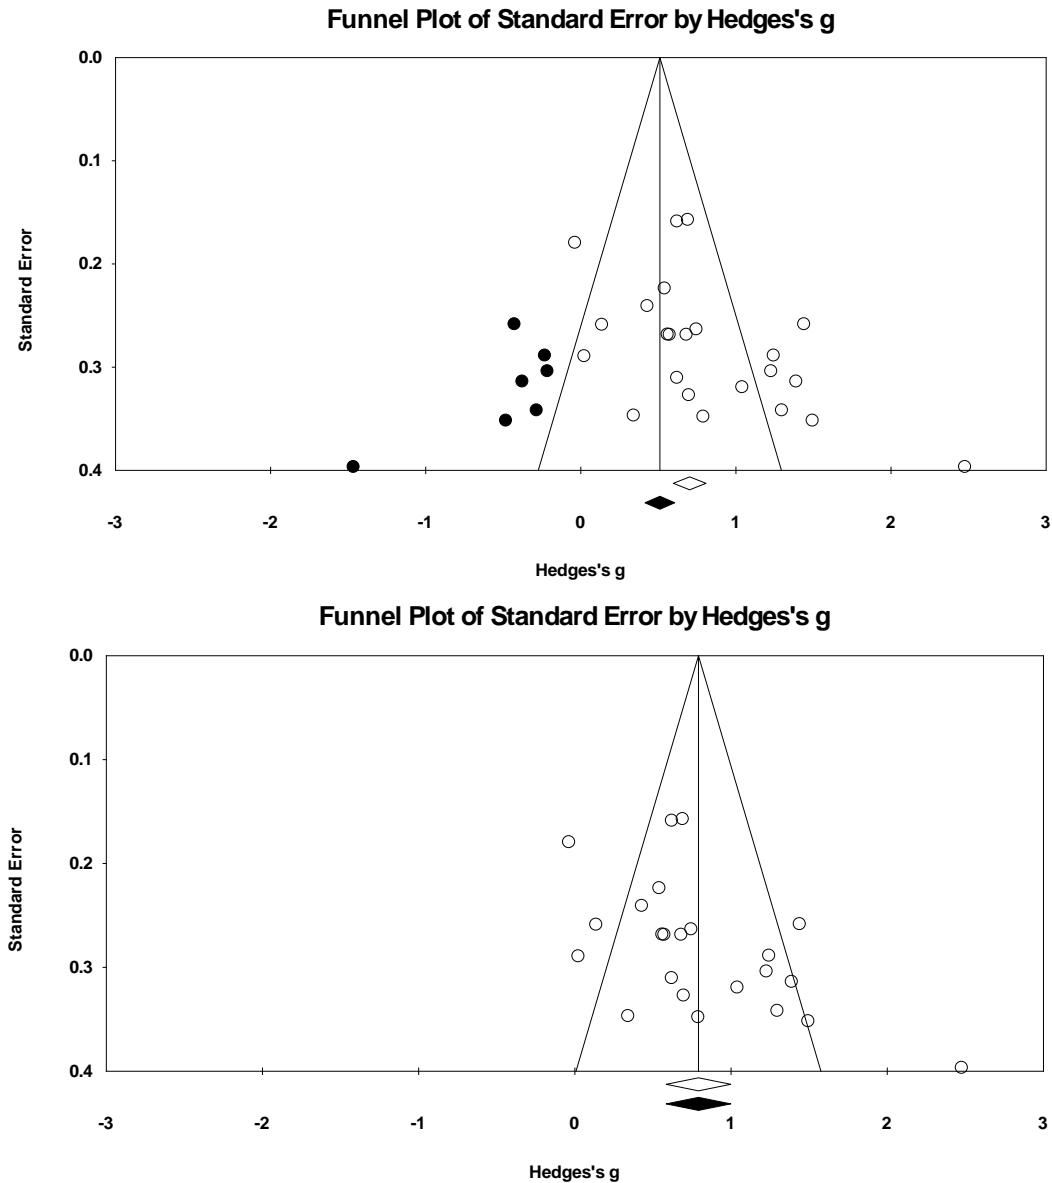 Funnel Plot of Standard Error by Hedges's g
0.0
0.1
0.2
0.3
0.4
Standard Error
-3 -2 -1 0 1 2 3
Hedges's g
Funnel Plot of Standard Error by Hedges's g
0.0
0.1
0.2
0.3
0.4
Standard Error
-3 -2 -1 0 1 2 3
Hedges's g